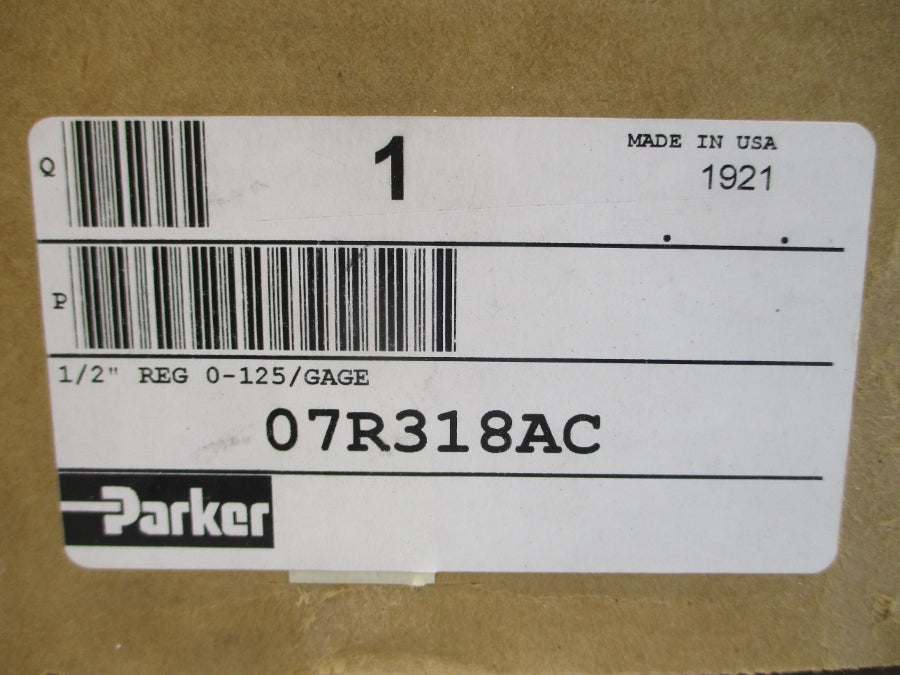 Q
1
MADE IN USA
1921
P
1/2" REG 0-125/GAGE
07R318AC
Parker